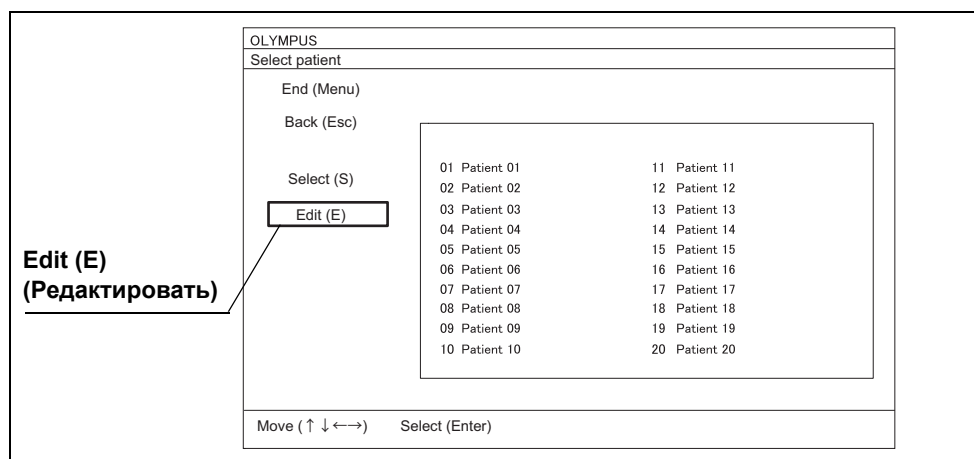 OLYMPUS
Select patient
End (Menu)
Back (Esc)
Select (S)
Edit (E)
Edit (E)
(Редактировать)
01 Patient 01
02 Patient 02
03 Patient 03
04 Patient 04
05 Patient 05
06 Patient 06
07 Patient 07
08 Patient 08
09 Patient 09
10 Patient 10
11 Patient 11
12 Patient 12
13 Patient 13
14 Patient 14
15 Patient 15
16 Patient 16
17 Patient 17
18 Patient 18
19 Patient 19
20 Patient 20
Move (↑↓←→) Select (Enter)